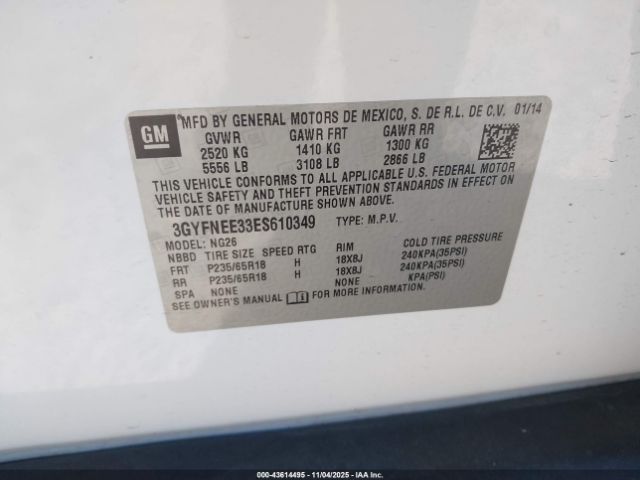 GM
MFD BY GENERAL MOTORS DE MEXICO, S. DE R.L. DE C.V. 01/14
GVWR GAWR FRT GAWR RR
2520 KG 1410 KG 1300 KG
5556 LB 3108 LB 2866 LB
THIS VEHICLE CONFORMS TO ALL APPLICABLE U.S. FEDERAL MOTOR
VEHICLE SAFETY AND THEFT PREVENTION STANDARDS IN EFFECT ON
THE DATE OF MANUFACTURE SHOWN ABOVE.
3GYFNEE33ES610349 TYPE: M.P.V.
MODEL: NG26
NBBD TIRE SIZE SPEED RTG RIM COLD TIRE PRESSURE
FRT P235/65R18 H 18X8J 240KPA(35PSI)
RR P235/65R18 H 18X8J 240KPA(35PSI)
SPA NONE NONE KPA(PSI)
SEE OWNER'S MANUAL FOR MORE INFORMATION.
000-43614495 - 11/04/2025 - IAAI Inc.